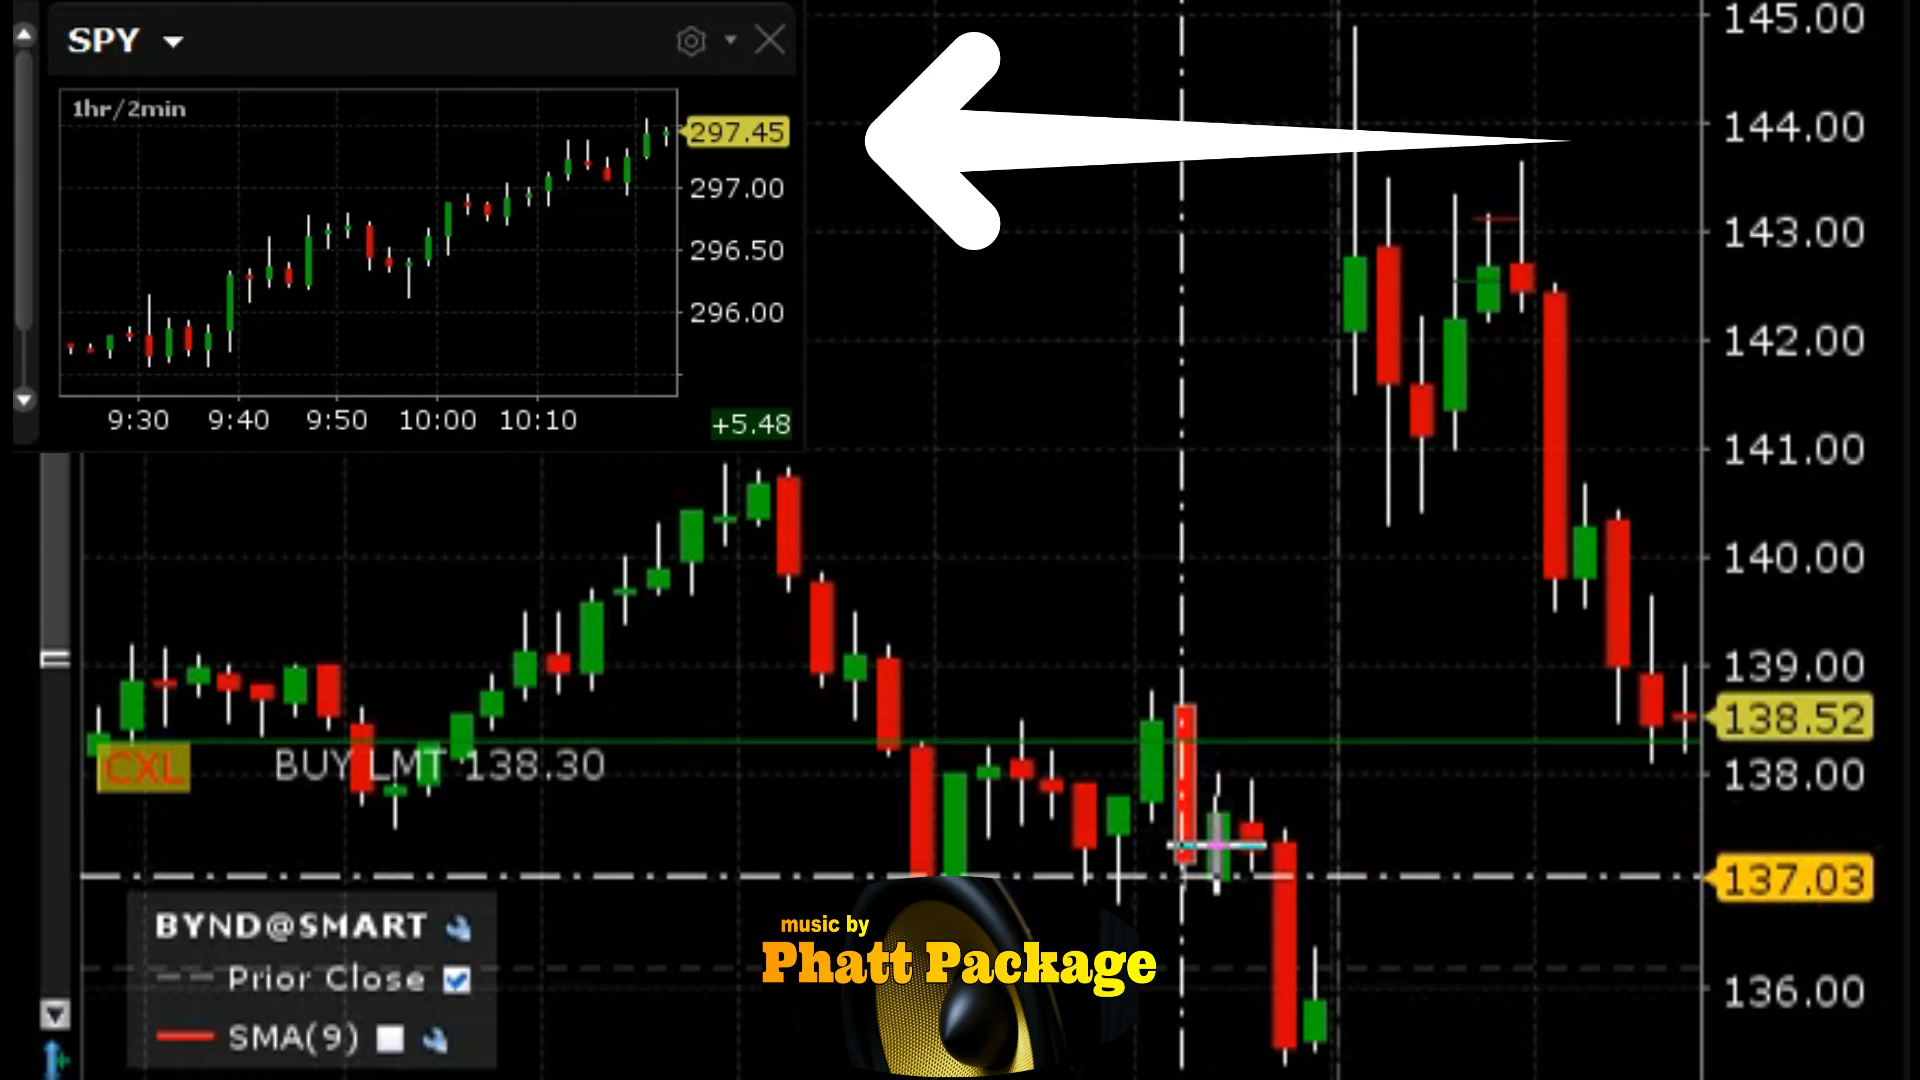 SPY
1hr/2min
297.45
297.00
296.50
296.00
9:30 9:40 9:50 10:00 10:10
+5.48
145.00
144.00
143.00
142.00
141.00
140.00
139.00
138.52
138.00
137.03
136.00
CXL BUY LMT 138.30
BYND@SMART
Prior Close
SMA(9)
music by
Phatt Package